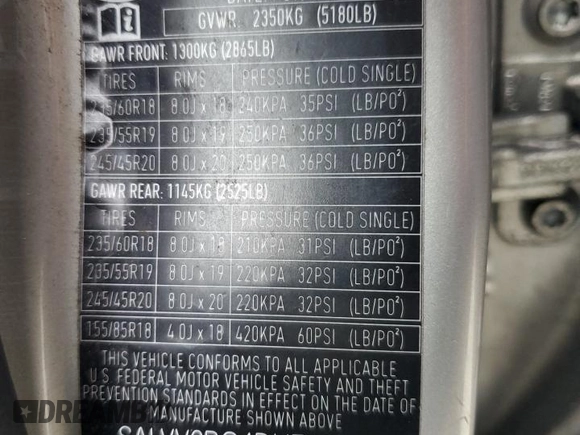 GVWR. 2350KG (5180LB)
GAWR FRONT: 1300KG (2865LB)
TIRES RIMS PRESSURE (COLD SINGLE)
235/60R18 8.0J x 18 240KPA 35PSI (LB/PO²)
235/55R19 8.0J x 19 250KPA 36PSI (LB/PO²)
245/45R20 8.0J x 20 250KPA 36PSI (LB/PO²)
GAWR REAR: 1145KG (2525LB)
TIRES RIMS PRESSURE (COLD SINGLE)
235/60R18 8.0J x 18 210KPA 31PSI (LB/PO²)
235/55R19 8.0J x 19 220KPA 32PSI (LB/PO²)
245/45R20 8.0J x 20 220KPA 32PSI (LB/PO²)
155/85R18 4.0J x 18 420KPA 60PSI (LB/PO²)
THIS VEHICLE CONFORMS TO ALL APPLICABLE
U.S. FEDERAL MOTOR VEHICLE SAFETY AND THEFT
PREVENTION STANDARDS IN EFFECT ON THE DATE
OF MANUFACTURE SHOWN ABOVE